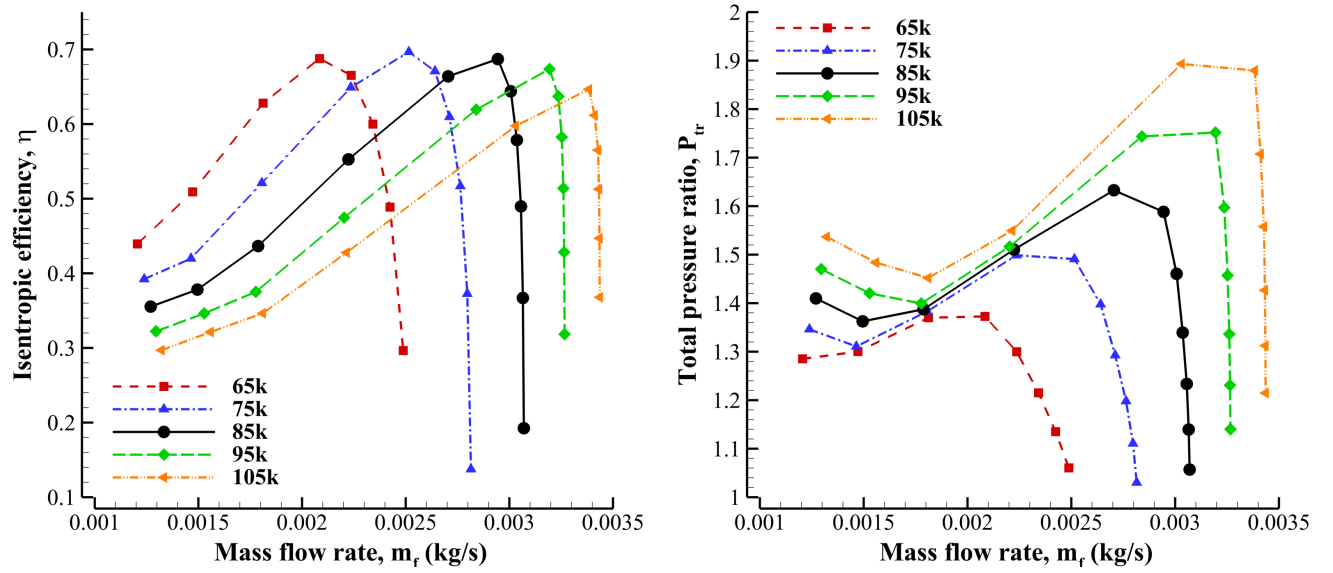 Isentropic efficiency, η
0.7
0.6
0.5
0.4
0.3
0.2
0.1
65k
75k
85k
95k
105k
0.001 0.0015 0.002 0.0025 0.003 0.0035
Mass flow rate, m_f (kg/s)
Total pressure ratio, P_tr
2
1.9
1.8
1.7
1.6
1.5
1.4
1.3
1.2
1.1
1
65k
75k
85k
95k
105k
0.001 0.0015 0.002 0.0025 0.003 0.0035
Mass flow rate, m_f (kg/s)